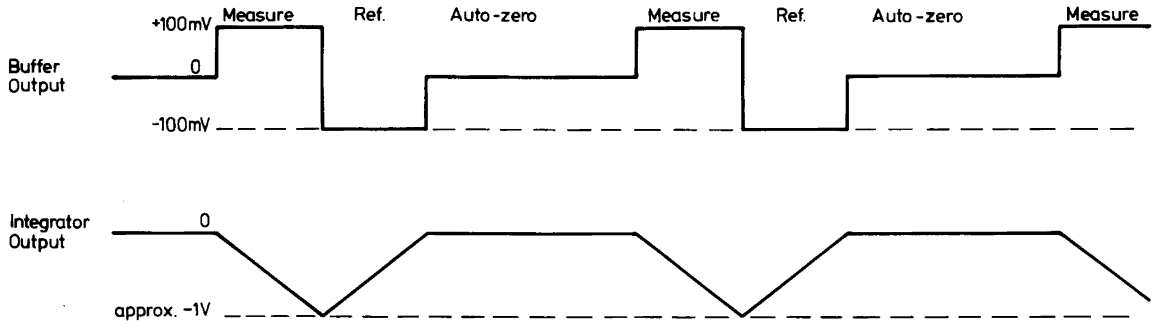 Measure Ref. Auto-zero Measure Ref. Auto-zero Measure
+100mV
Buffer
Output
0
-100mV
Integrator
Output
0
approx. -1V